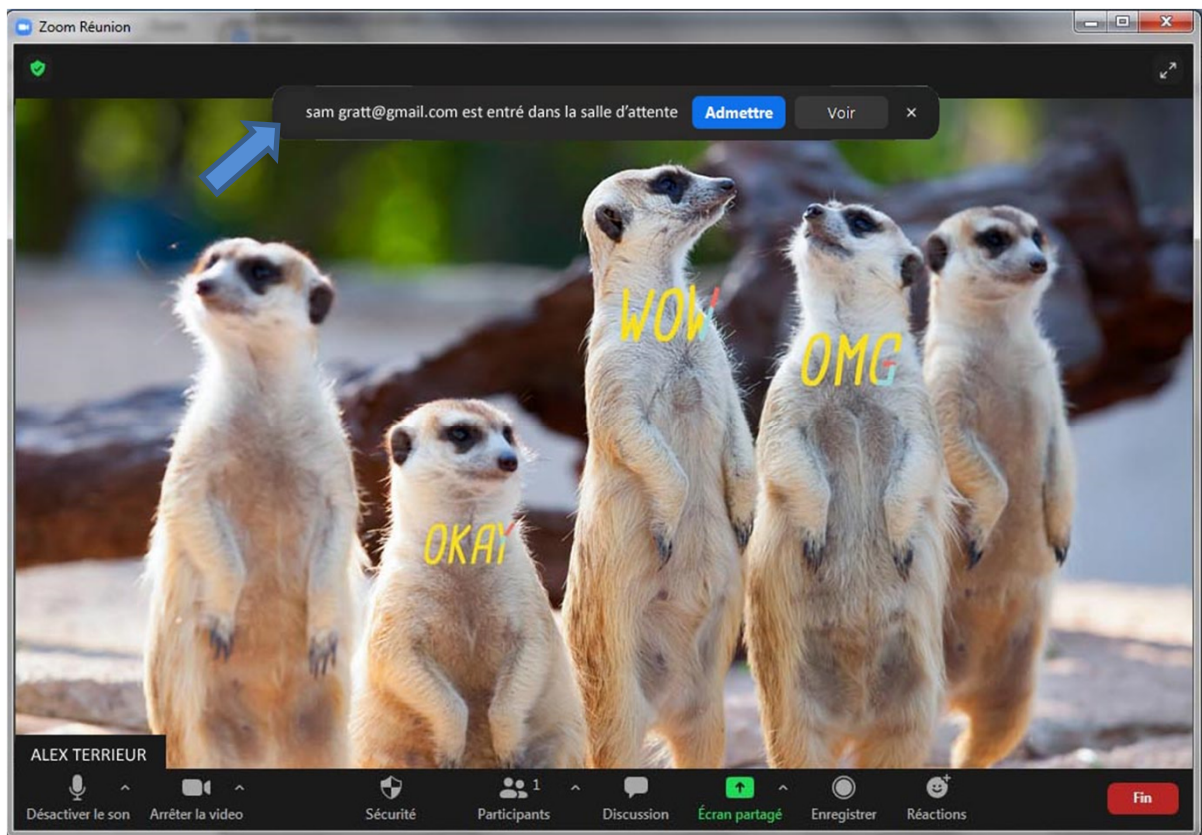 Zoom Réunion
sam gratt@gmail.com est entré dans la salle d'attente Admettre Voir ×
WOW
OMG
OKAY
ALEX TERRIEUR
1
Désactiver le son Arrêter la video Sécurité Participants Discussion Écran partagé Enregistrer Réactions Fin